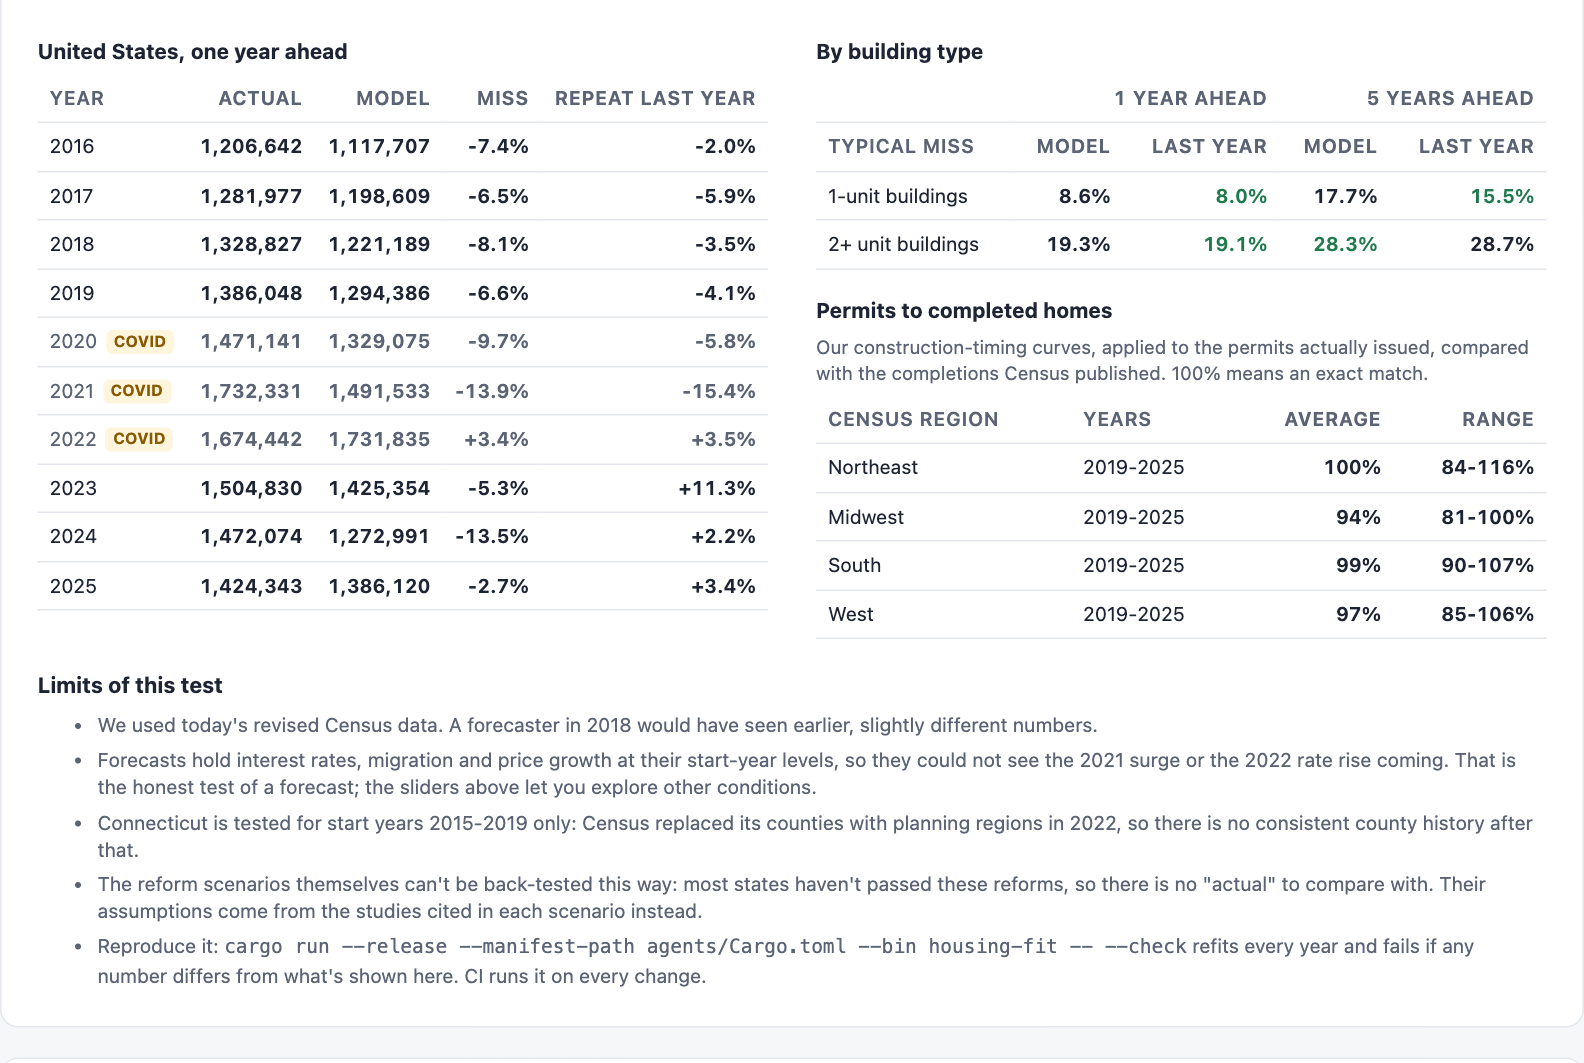 United States, one year ahead
YEAR ACTUAL MODEL MISS REPEAT LAST YEAR
2016 1,206,642 1,117,707 -7.4% -2.0%
2017 1,281,977 1,198,609 -6.5% -5.9%
2018 1,328,827 1,221,189 -8.1% -3.5%
2019 1,386,048 1,294,386 -6.6% -4.1%
2020 COVID 1,471,141 1,329,075 -9.7% -5.8%
2021 COVID 1,732,331 1,491,533 -13.9% -15.4%
2022 COVID 1,674,442 1,731,835 +3.4% +3.5%
2023 1,504,830 1,425,354 -5.3% +11.3%
2024 1,472,074 1,272,991 -13.5% +2.2%
2025 1,424,343 1,386,120 -2.7% +3.4%
By building type
1 YEAR AHEAD 5 YEARS AHEAD
TYPICAL MISS MODEL LAST YEAR MODEL LAST YEAR
1-unit buildings 8.6% 8.0% 17.7% 15.5%
2+ unit buildings 19.3% 19.1% 28.3% 28.7%
Permits to completed homes
Our construction-timing curves, applied to the permits actually issued, compared
with the completions Census published. 100% means an exact match.
CENSUS REGION YEARS AVERAGE RANGE
Northeast 2019-2025 100% 84-116%
Midwest 2019-2025 94% 81-100%
South 2019-2025 99% 90-107%
West 2019-2025 97% 85-106%
Limits of this test
• We used today's revised Census data. A forecaster in 2018 would have seen earlier, slightly different numbers.
• Forecasts hold interest rates, migration and price growth at their start-year levels, so they could not see the 2021 surge or the 2022 rate rise coming. That is
the honest test of a forecast; the sliders above let you explore other conditions.
• Connecticut is tested for start years 2015-2019 only: Census replaced its counties with planning regions in 2022, so there is no consistent county history after
that.
• The reform scenarios themselves can't be back-tested this way: most states haven't passed these reforms, so there is no "actual" to compare with. Their
assumptions come from the studies cited in each scenario instead.
• Reproduce it: cargo run --release --manifest-path agents/Cargo.toml --bin housing-fit -- --check refits every year and fails if any
number differs from what's shown here. CI runs it on every change.